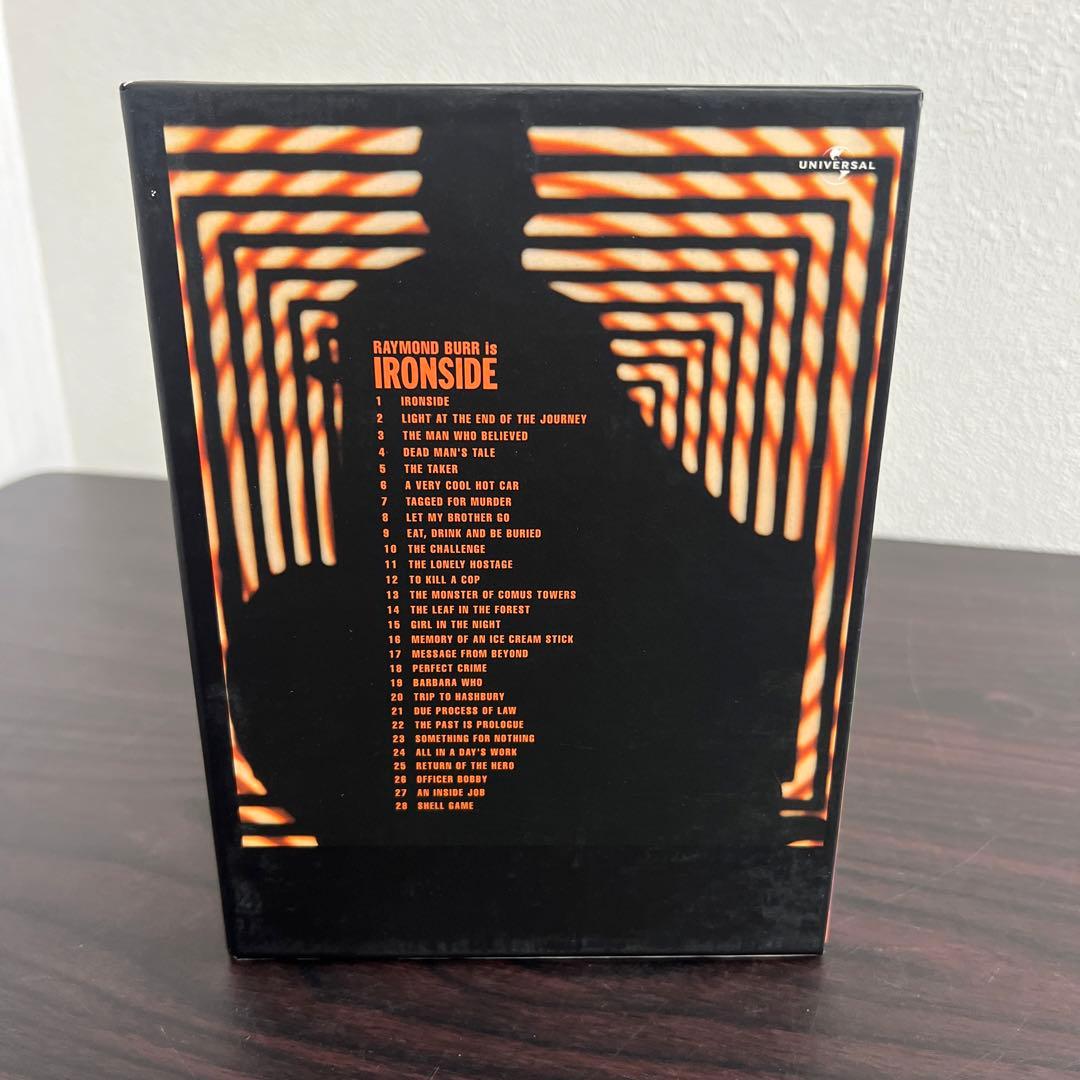 UNIVERSAL
RAYMOND BURR is
IRONSIDE
1 IRONSIDE
2 LIGHT AT THE END OF THE JOURNEY
3 THE MAN WHO BELIEVED
4 DEAD MAN'S TALE
5 THE TAKER
6 A VERY COOL HOT CAR
7 TAGGED FOR MURDER
8 LET MY BROTHER GO
9 EAT, DRINK AND BE BURIED
10 THE CHALLENGE
11 THE LONELY HOSTAGE
12 TO KILL A COP
13 THE MONSTER OF COMUS TOWERS
14 THE LEAF IN THE FOREST
15 GIRL IN THE NIGHT
16 MEMORY OF AN ICE CREAM STICK
17 MESSAGE FROM BEYOND
18 PERFECT CRIME
19 BARBARA WHO
20 TRIP TO HASHBURY
21 DUE PROCESS OF LAW
22 THE PAST IS PROLOGUE
23 SOMETHING FOR NOTHING
24 ALL IN A DAY'S WORK
25 RETURN OF THE HERO
26 OFFICER BOBBY
27 AN INSIDE JOB
28 SHELL GAME